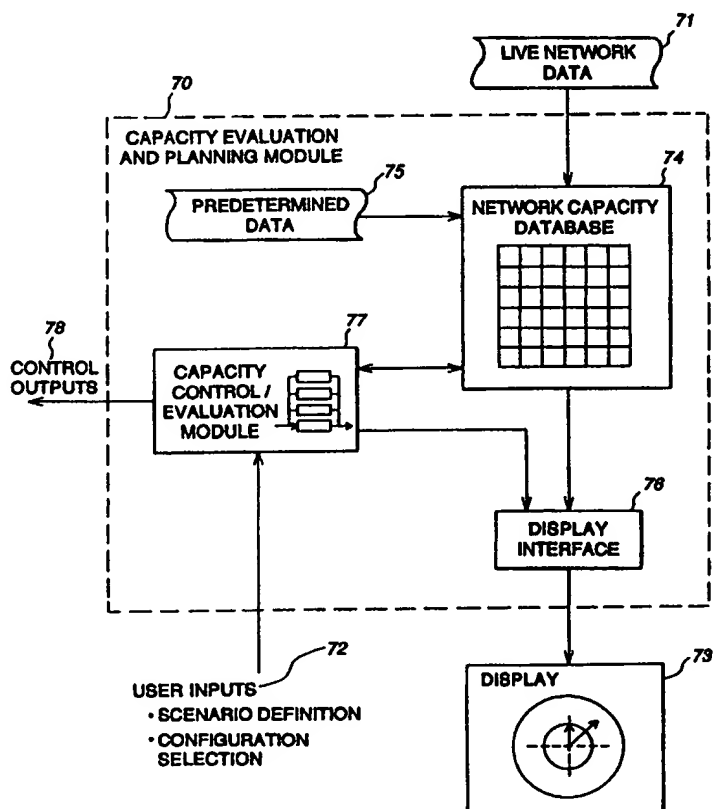 71
LIVE NETWORK
DATA
70
CAPACITY EVALUATION
AND PLANNING MODULE
75
PREDETERMINED
DATA
74
NETWORK CAPACITY
DATABASE
78
CONTROL
OUTPUTS
77
CAPACITY
CONTROL /
EVALUATION
MODULE
76
DISPLAY
INTERFACE
72
USER INPUTS
• SCENARIO DEFINITION
• CONFIGURATION
SELECTION
73
DISPLAY